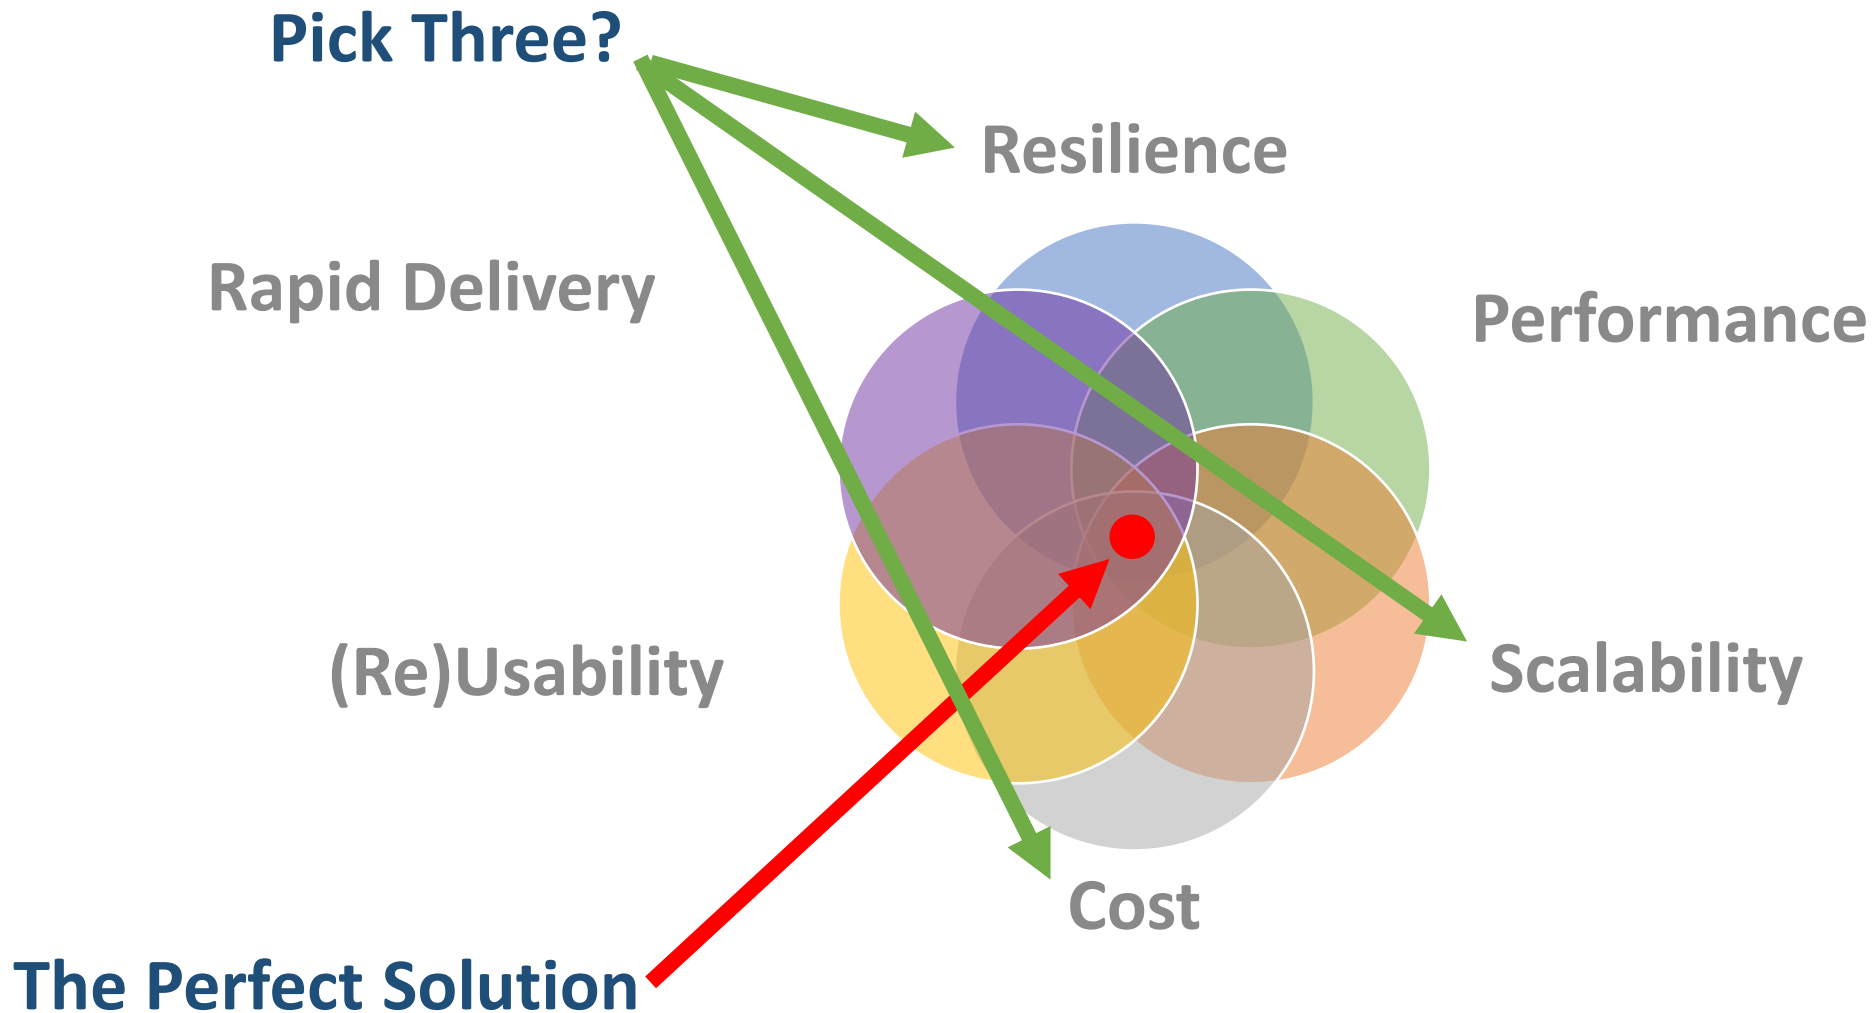 Pick Three?
Resilience
Rapid Delivery
Performance
(Re)Usability
Scalability
Cost
The Perfect Solution